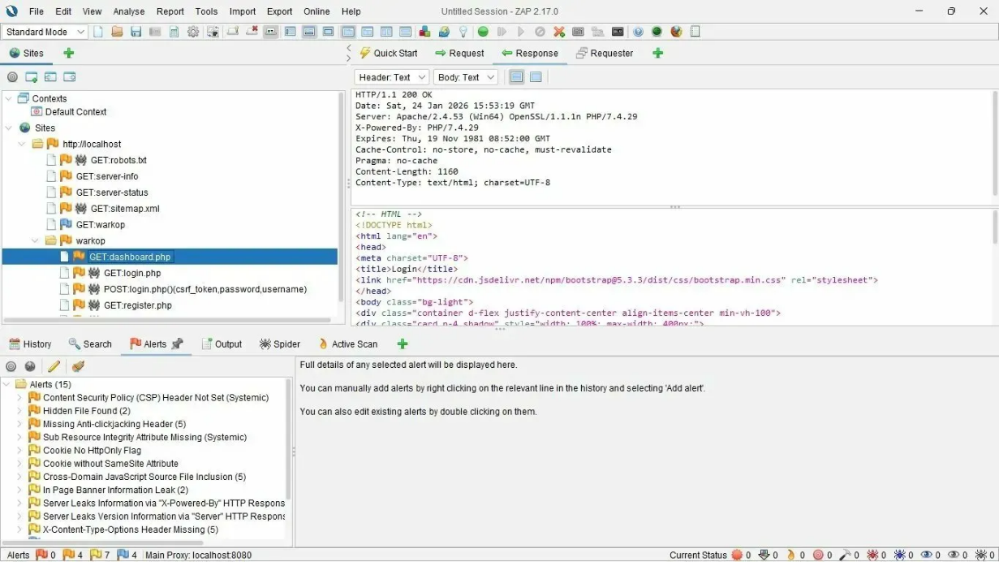 File Edit View Analyse Report Tools Import Export Online Help
Untitled Session - ZAP 2.17.0
Standard Mode
Sites
Quick Start
Request
Response
Requester
Header: Text
Body: Text
Contexts
Default Context
Sites
http://localhost
GET:robots.txt
GET:server-info
GET:server-status
GET:sitemap.xml
GET:warkop
warkop
GET:dashboard.php
GET:login.php
POST:login.php()(csrf_token,password,username)
GET:register.php
HTTP/1.1 200 OK
Date: Sat, 24 Jan 2026 15:53:19 GMT
Server: Apache/2.4.53 (Win64) OpenSSL/1.1.1n PHP/7.4.29
X-Powered-By: PHP/7.4.29
Expires: Thu, 19 Nov 1981 08:52:00 GMT
Cache-Control: no-store, no-cache, must-revalidate
Pragma: no-cache
Content-Length: 1160
Content-Type: text/html; charset=UTF-8
<!-- HTML -->
<!DOCTYPE html>
<html lang="en">
<head>
<meta charset="UTF-8">
<title>Login</title>
<link href="https://cdn.jsdelivr.net/npm/bootstrap@5.3.3/dist/css/bootstrap.min.css" rel="stylesheet">
</head>
<body class="bg-light">
<div class="container d-flex justify-content-center align-items-center min-vh-100">
<div class="card p-4 shadow" style="width: 100%; max-width: 400px;">
History
Search
Alerts
Output
Spider
Active Scan
Alerts (15)
Content Security Policy (CSP) Header Not Set (Systemic)
Hidden File Found (2)
Missing Anti-clickjacking Header (5)
Sub Resource Integrity Attribute Missing (Systemic)
Cookie No HttpOnly Flag
Cookie without SameSite Attribute
Cross-Domain JavaScript Source File Inclusion (5)
In Page Banner Information Leak (2)
Server Leaks Information via "X-Powered-By" HTTP Respons
Server Leaks Version Information via "Server" HTTP Respons
X-Content-Type-Options Header Missing (5)
Full details of any selected alert will be displayed here.
You can manually add alerts by right clicking on the relevant line in the history and selecting 'Add alert'.
You can also edit existing alerts by double clicking on them.
Alerts 0 4 7 4 Main Proxy: localhost:8080
Current Status 0 0 0 0 0 0 0 0 0 0